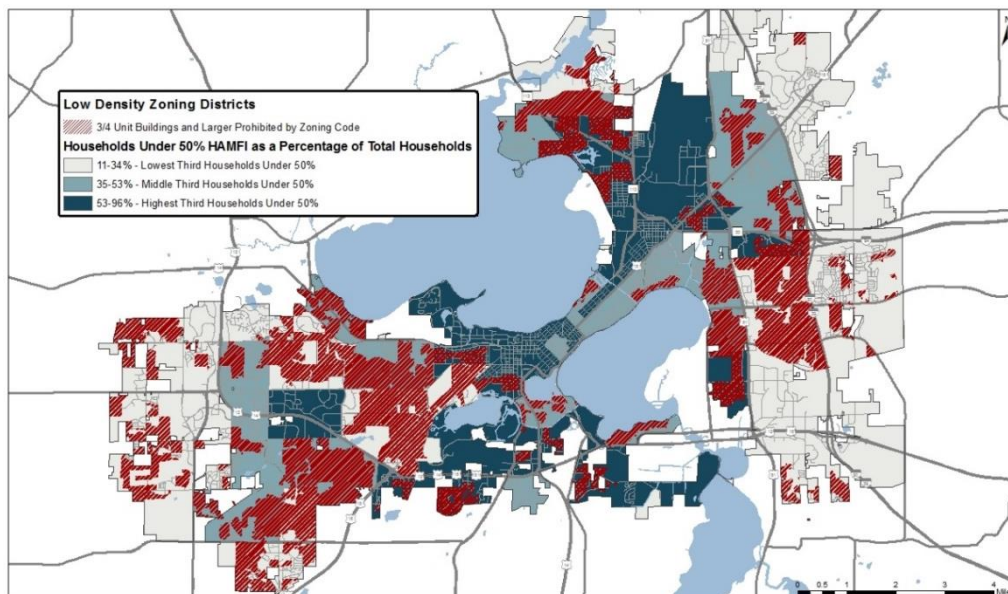 Low Density Zoning Districts
3/4 Unit Buildings and Larger Prohibited by Zoning Code
Households Under 50% HAMFI as a Percentage of Total Households
11-34% - Lowest Third Households Under 50%
35-53% - Middle Third Households Under 50%
53-96% - Highest Third Households Under 50%
0 0.5 1 2 3 4